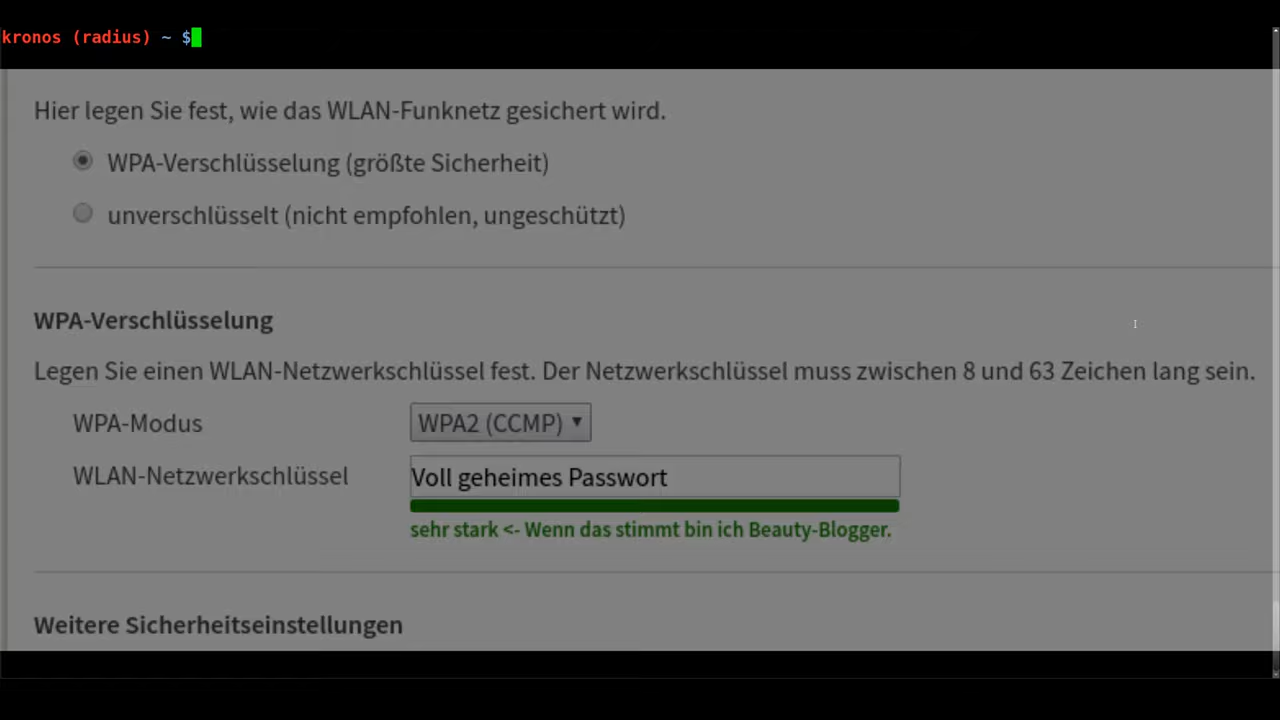 kronos (radius) ~ $
Hier legen Sie fest, wie das WLAN-Funknetz gesichert wird.
WPA-Verschlüsselung (größte Sicherheit)
unverschlüsselt (nicht empfohlen, ungeschützt)
WPA-Verschlüsselung
Legen Sie einen WLAN-Netzwerkschlüssel fest. Der Netzwerkschlüssel muss zwischen 8 und 63 Zeichen lang sein.
WPA-Modus WPA2 (CCMP)
WLAN-Netzwerkschlüssel Voll geheimes Passwort
sehr stark <- Wenn das stimmt bin ich Beauty-Blogger.
Weitere Sicherheitseinstellungen